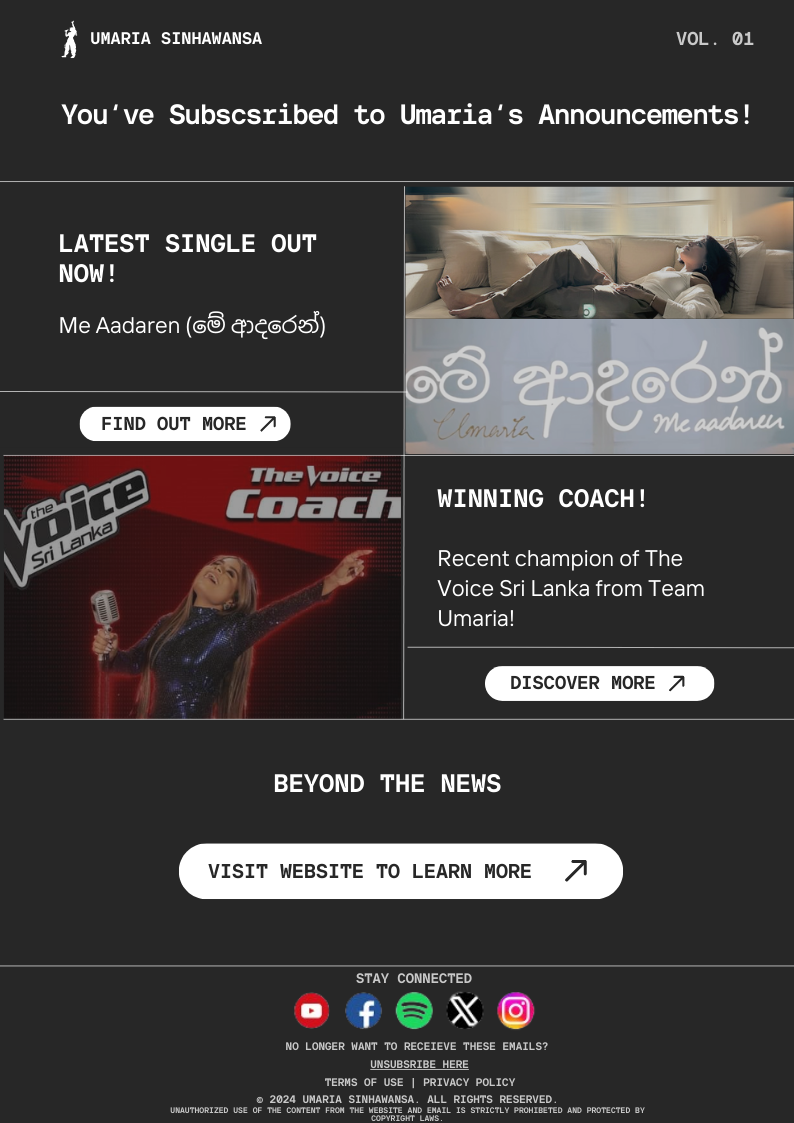 UMARIA SINHAWANSA
VOL. 01
You‘ve Subscsribed to Umaria‘s Announcements!
LATEST SINGLE OUT
NOW!
Me Aadaren (මේ ආදරෙන්)
FIND OUT MORE
මේ ආදරෙන්
Umaria
Me aadaren
the Voice
Sri Lanka
The Voice
Coach
WINNING COACH!
Recent champion of The
Voice Sri Lanka from Team
Umaria!
DISCOVER MORE
BEYOND THE NEWS
VISIT WEBSITE TO LEARN MORE
STAY CONNECTED
NO LONGER WANT TO RECEIEVE THESE EMAILS?
UNSUBSRIBE HERE
TERMS OF USE | PRIVACY POLICY
© 2024 UMARIA SINHAWANSA. ALL RIGHTS RESERVED.
UNAUTHORIZED USE OF THE CONTENT FROM THE WEBSITE AND EMAIL IS STRICTLY PROHIBETED AND PROTECTED BY
COPYRIGHT LAWS.